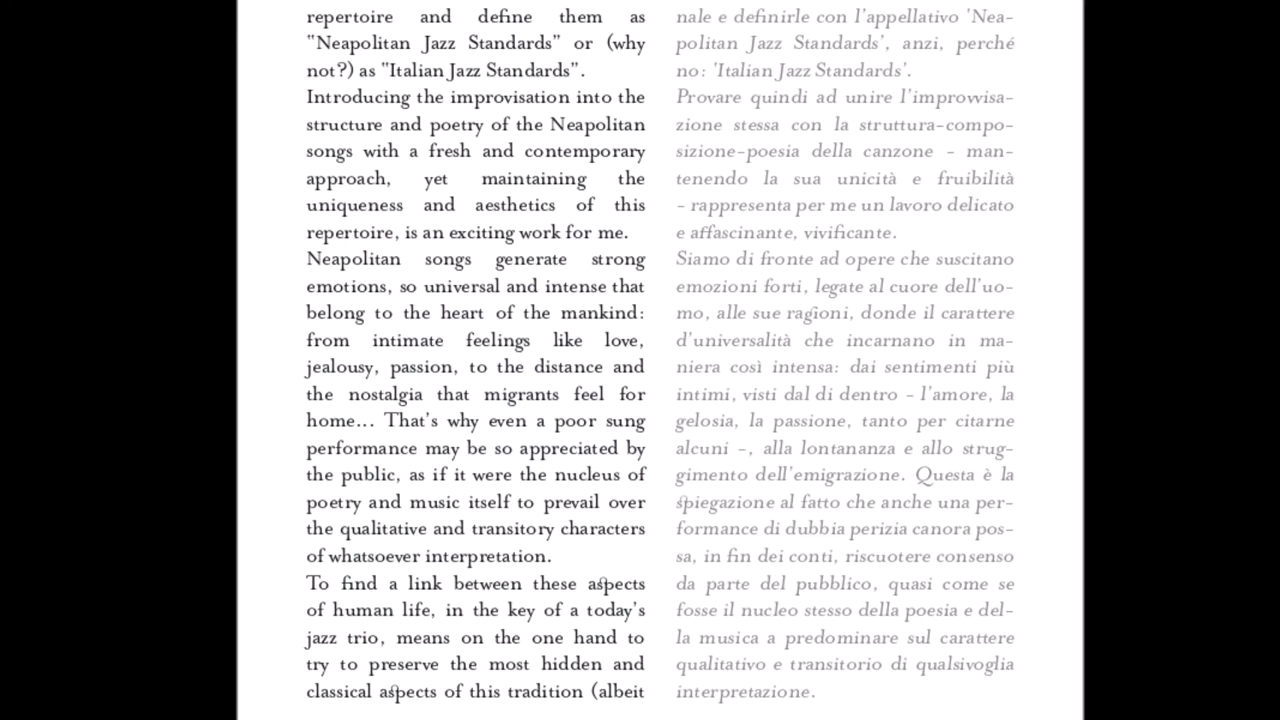 repertoire and define them as
"Neapolitan Jazz Standards" or (why
not?) as "Italian Jazz Standards".
Introducing the improvisation into the
structure and poetry of the Neapolitan
songs with a fresh and contemporary
approach, yet maintaining the
uniqueness and aesthetics of this
repertoire, is an exciting work for me.
Neapolitan songs generate strong
emotions, so universal and intense that
belong to the heart of the mankind:
from intimate feelings like love,
jealousy, passion, to the distance and
the nostalgia that migrants feel for
home... That's why even a poor sung
performance may be so appreciated by
the public, as if it were the nucleus of
poetry and music itself to prevail over
the qualitative and transitory characters
of whatsoever interpretation.
To find a link between these aspects
of human life, in the key of a today's
jazz trio, means on the one hand to
try to preserve the most hidden and
classical aspects of this tradition (albeit
nale e definirle con l'appellativo 'Nea-
politan Jazz Standards', anzi, perché
no: 'Italian Jazz Standards'.
Provare quindi ad unire l'improvvisa-
zione stessa con la struttura-compo-
sizione-poesia della canzone - man-
tenendo la sua unicità e fruibilità
- rappresenta per me un lavoro delicato
e affascinante, vivificante.
Siamo di fronte ad opere che suscitano
emozioni forti, legate al cuore dell'uo-
mo, alle sue ragioni, donde il carattere
d'universalità che incarnano in ma-
niera così intensa: dai sentimenti più
intimi, visti dal di dentro - l'amore, la
gelosia, la passione, tanto per citarne
alcuni -, alla lontananza e allo strug-
gimento dell'emigrazione. Questa è la
spiegazione al fatto che anche una per-
formance di dubbia perizia canora pos-
sa, in fin dei conti, riscuotere consenso
da parte del pubblico, quasi come se
fosse il nucleo stesso della poesia e del-
la musica a predominare sul carattere
qualitativo e transitorio di qualsivoglia
interpretazione.